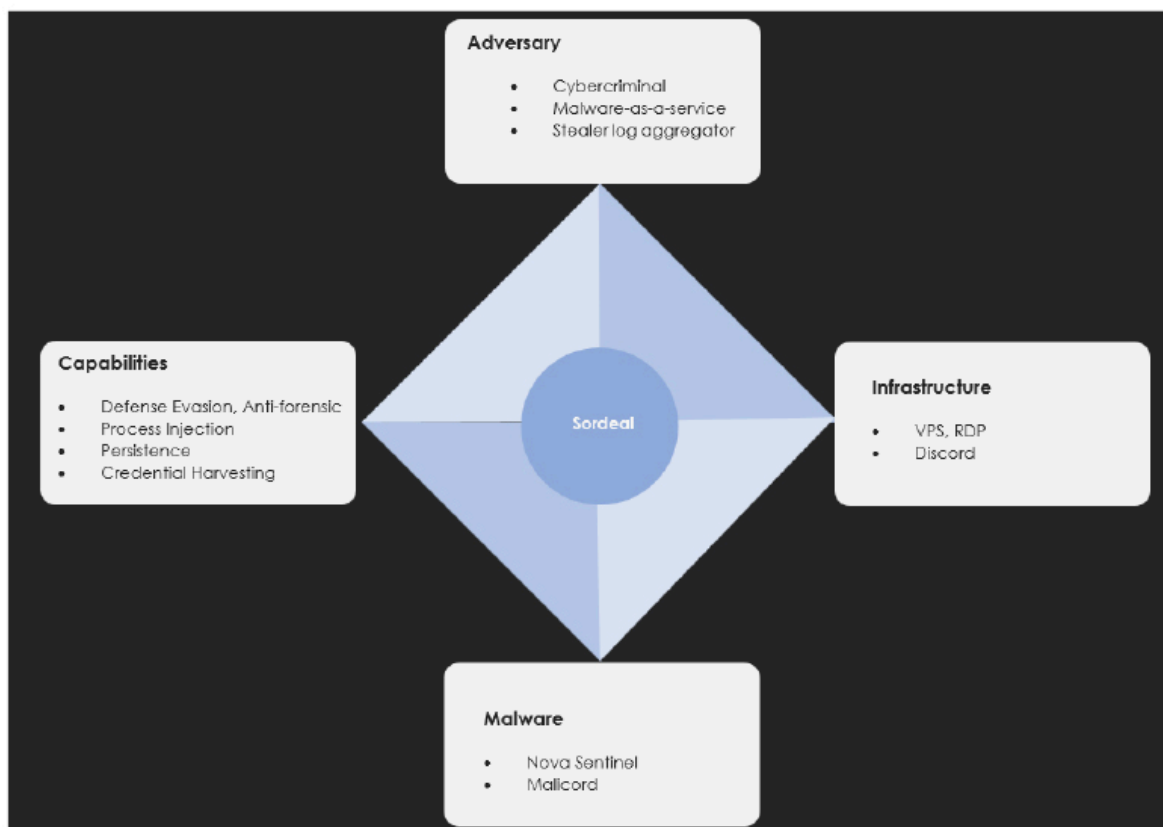 Adversary
• Cybercriminal
• Malware-as-a-service
• Stealer log aggregator
Capabilities
• Defense Evasion, Anti-forensic
• Process Injection
• Persistence
• Credential Harvesting
Sordeal
Infrastructure
• VPS, RDP
• Discord
Malware
• Nova Sentinel
• Malicord